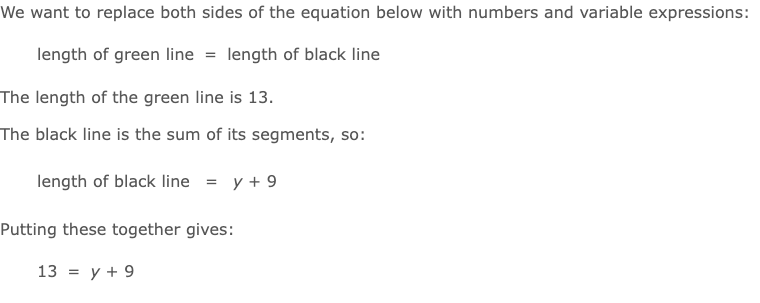 We want to replace both sides of the equation below with numbers and variable expressions:
length of green line = length of black line
The length of the green line is 13.
The black line is the sum of its segments, so:
length of black line = y + 9
Putting these together gives:
13 = y + 9